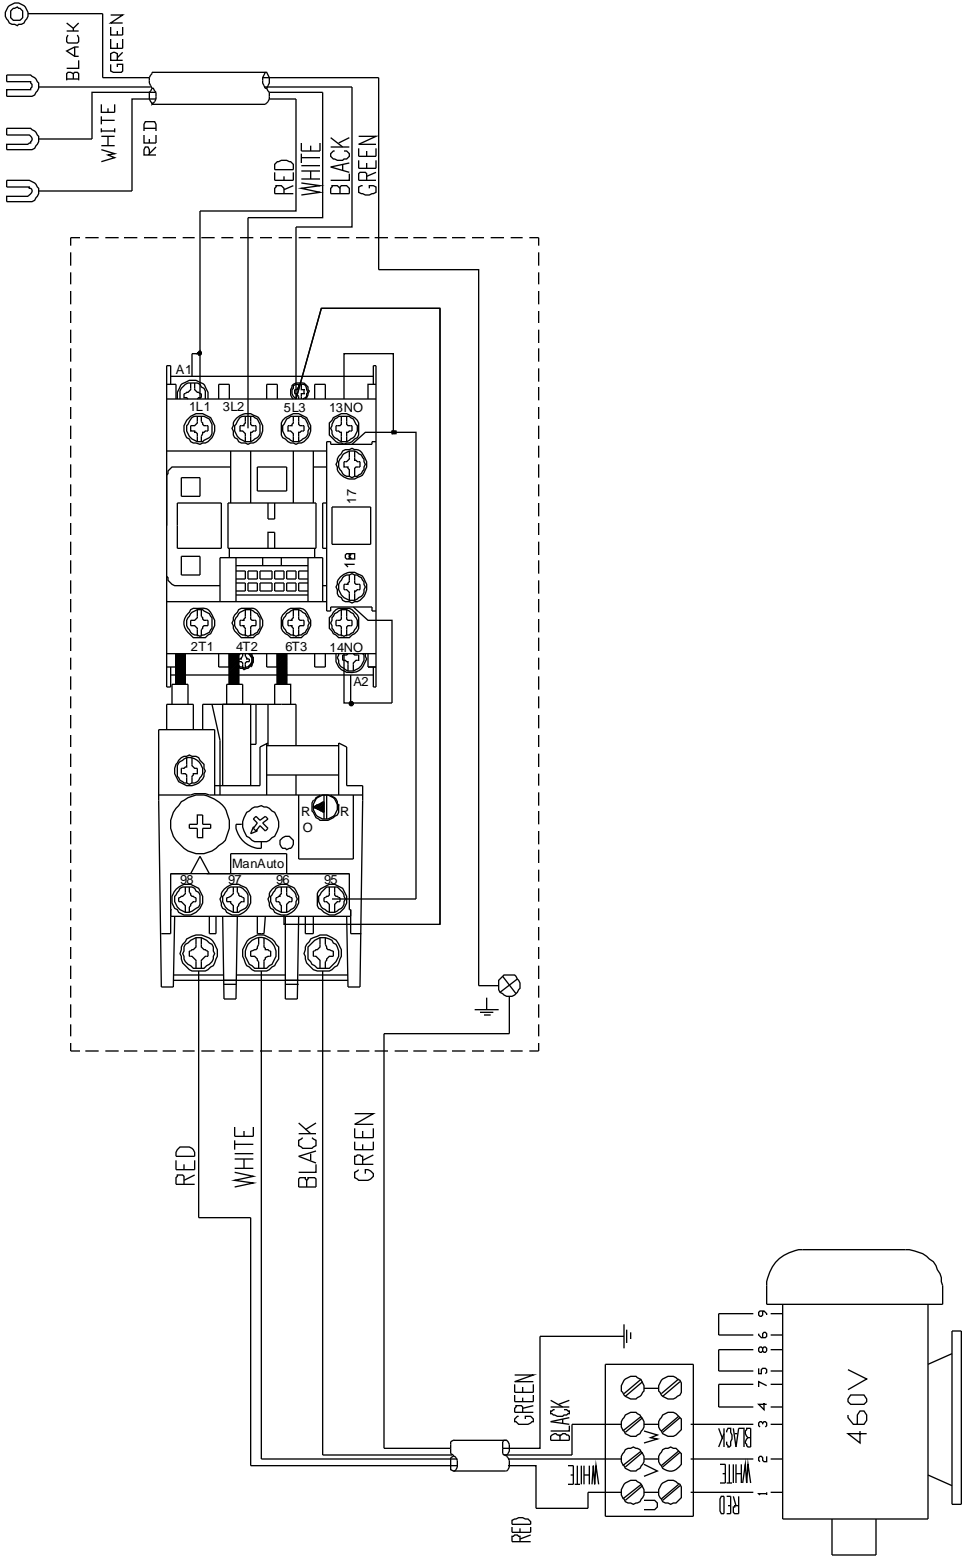 BLACK
GREEN
WHITE
RED
RED
WHITE
BLACK
GREEN
A1
1L1 3L2 5L3 13NO
17
18
2T1 4T2 6T3 14NO
A2
R R
O
ManAuto
98 97 96 95
RED
WHITE
BLACK
GREEN
GREEN
BLACK
WHITE
RED
W
V
U
BLACK
WHITE
RED
9
6
8
5
7
4
3
2
1
460V